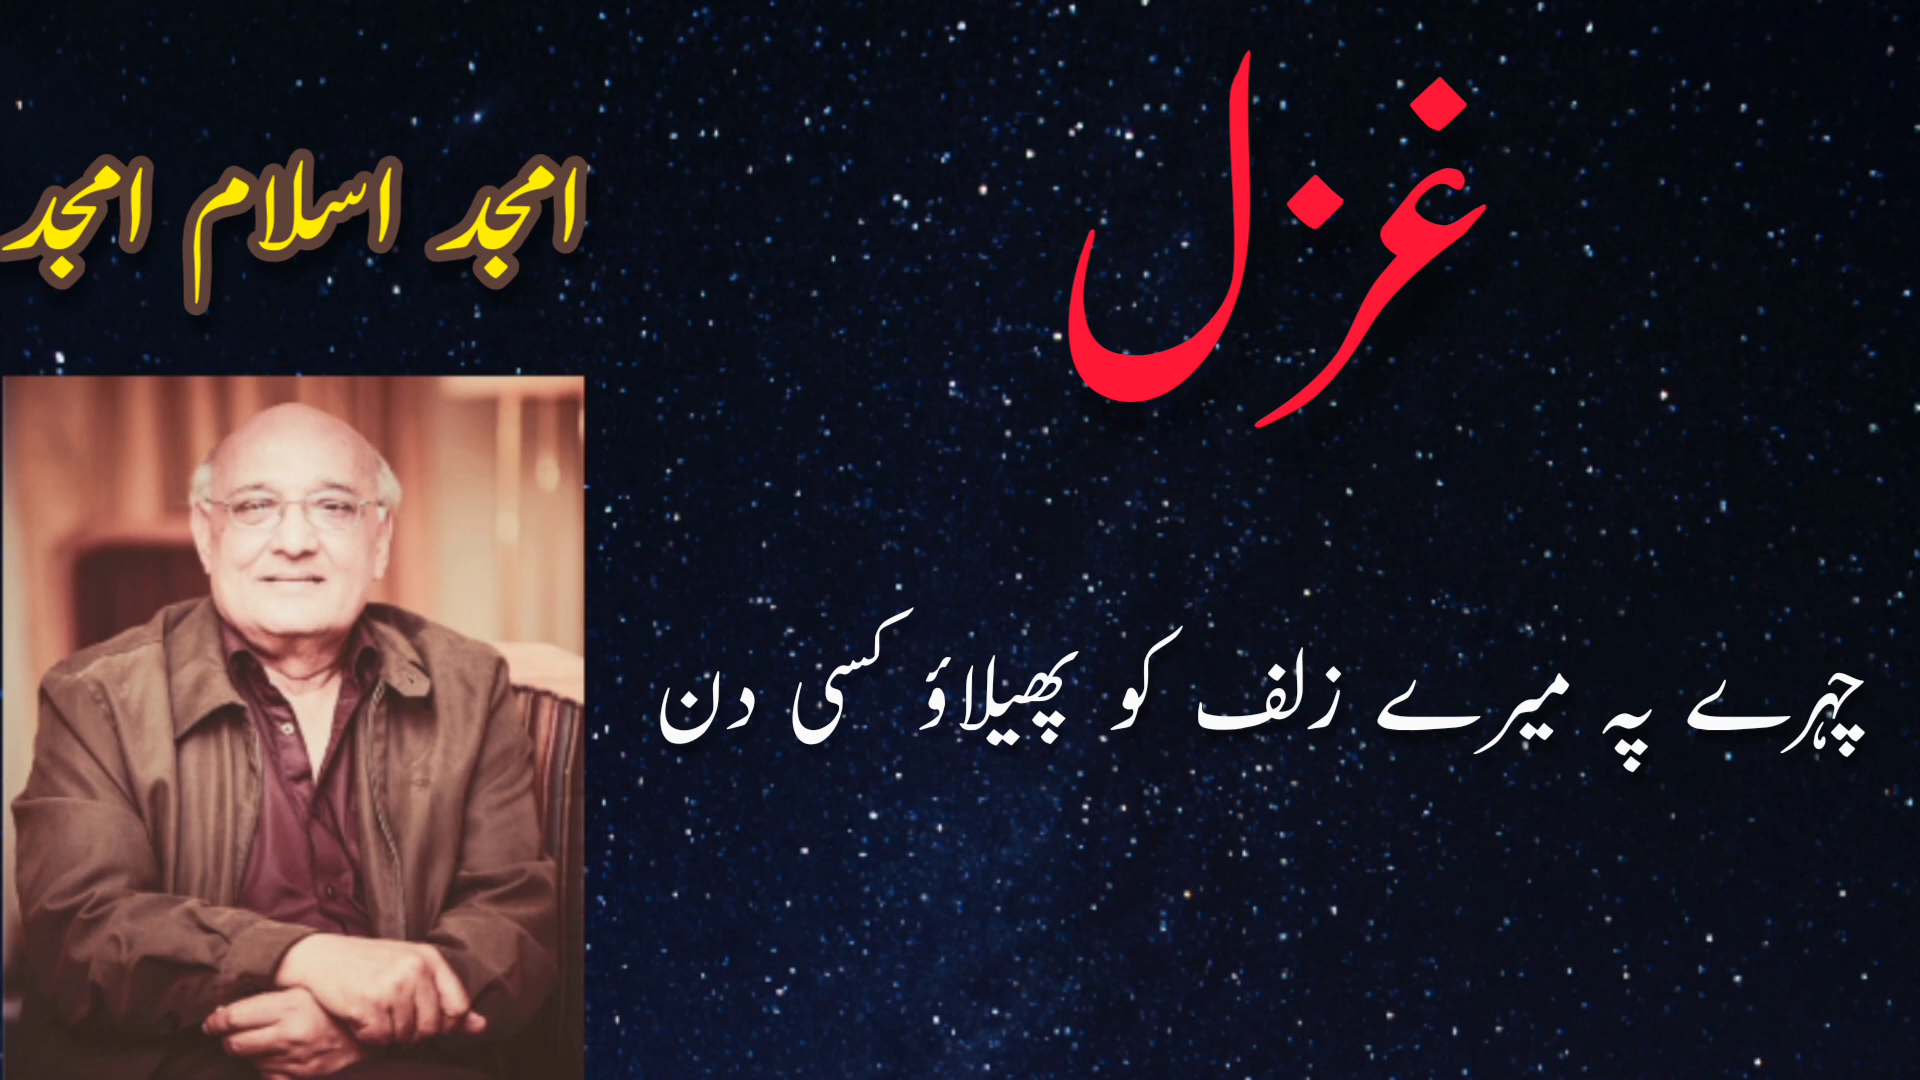 غزل
امجد اسلام امجد
چہرے پہ میرے زلف کو پھیلاؤ کسی دن